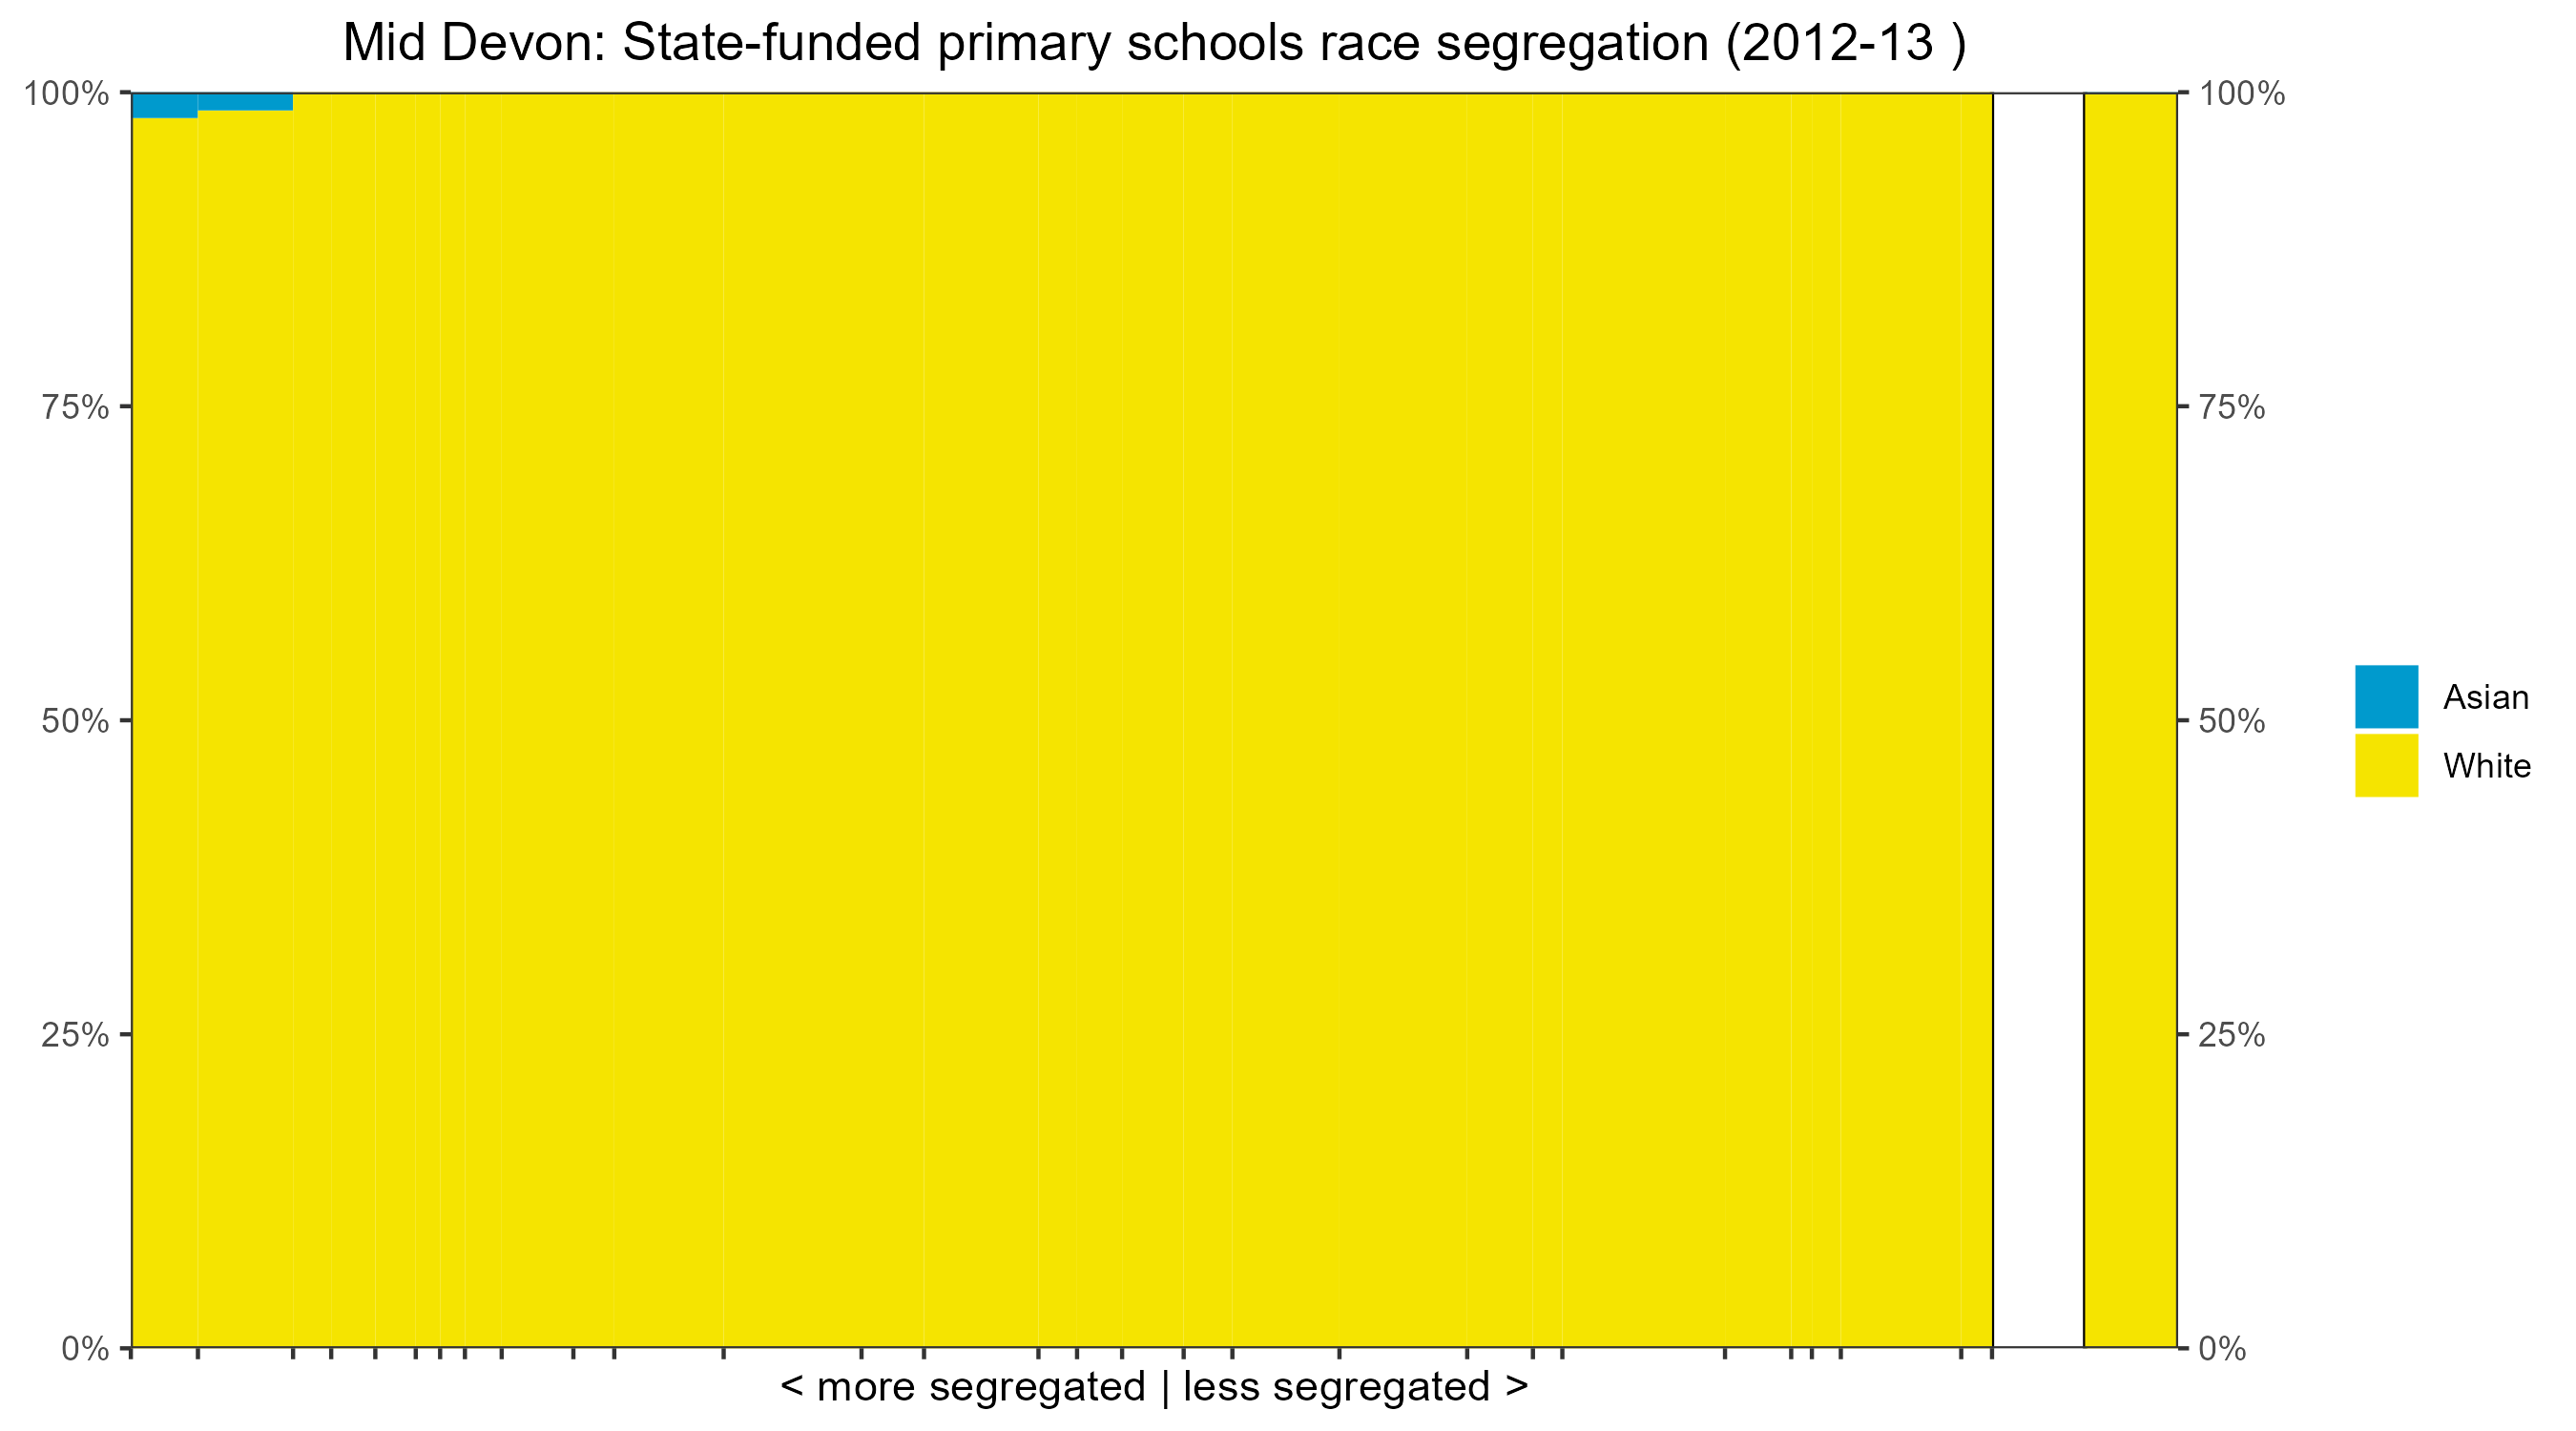 Mid Devon: State-funded primary schools race segregation (2012-13 )
100%
75%
50%
25%
0%
100%
75%
50%
25%
0%
Asian
White
< more segregated | less segregated >